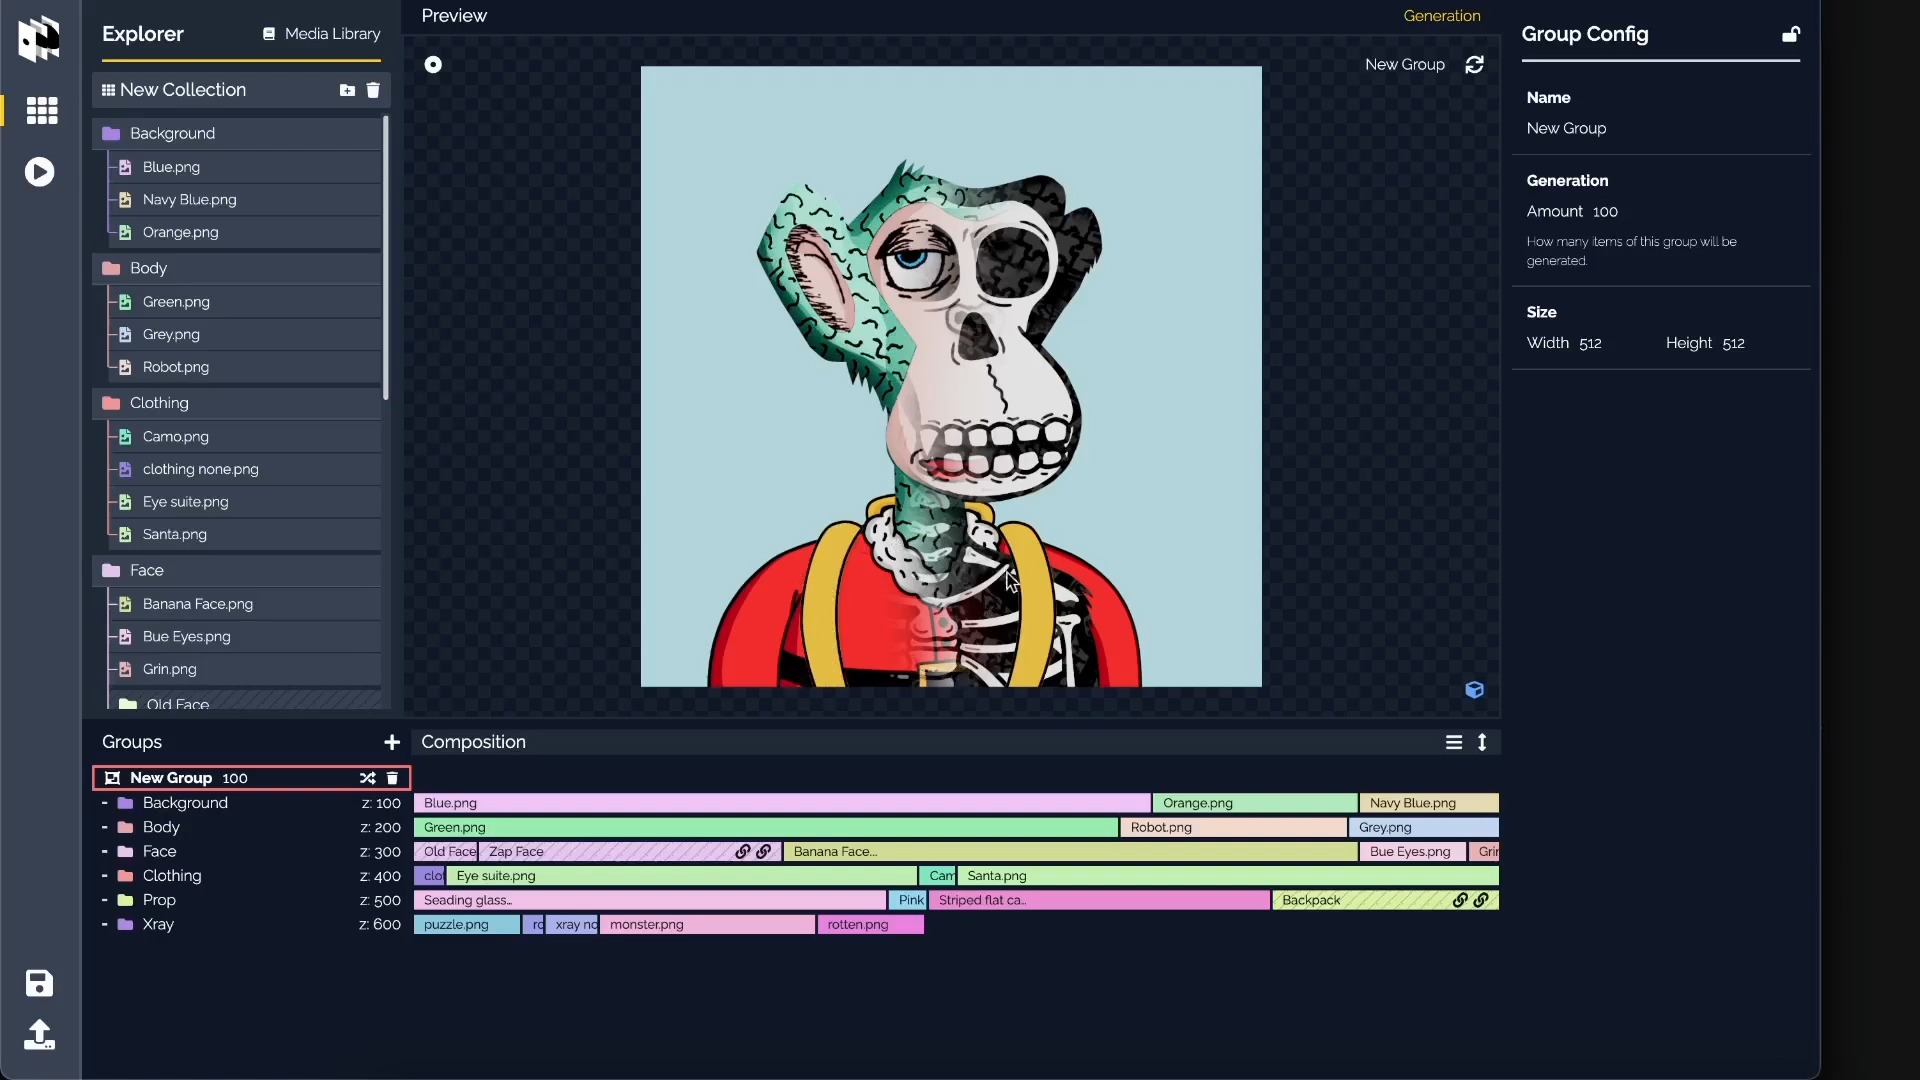 Explorer
Media Library
New Collection
Background
Blue.png
Navy Blue.png
Orange.png
Body
Green.png
Grey.png
Robot.png
Clothing
Camo.png
clothing none.png
Eye suite.png
Santa.png
Face
Banana Face.png
Bue Eyes.png
Grin.png
Old Face
Preview
Generation
New Group
Group Config
Name
New Group
Generation
Amount 100
How many items of this group will be
generated.
Size
Width 512 Height 512
Groups
New Group 100
Background z: 100
Body z: 200
Face z: 300
Clothing z: 400
Prop z: 500
Xray z: 600
Composition
Blue.png Orange.png Navy Blue.png
Green.png Robot.png Grey.png
Old Face Zap Face Banana Face... Bue Eyes.png Grin
clot Eye suite.png Cam Santa.png
Seading glass... Pink Striped flat ca... Backpack
puzzle.png ro xray no monster.png rotten.png